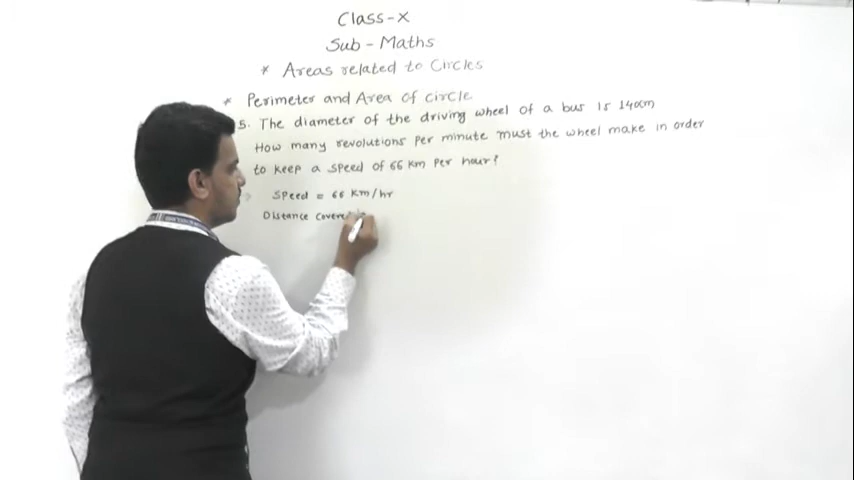 Class-X
Sub - Maths
* Areas related to Circles
* Perimeter and Area of circle
5. The diameter of the driving wheel of a bus is 140cm
How many revolutions per minute must the wheel make in order
to keep a speed of 66 km per hour?
Speed = 66 km/hr
Distance